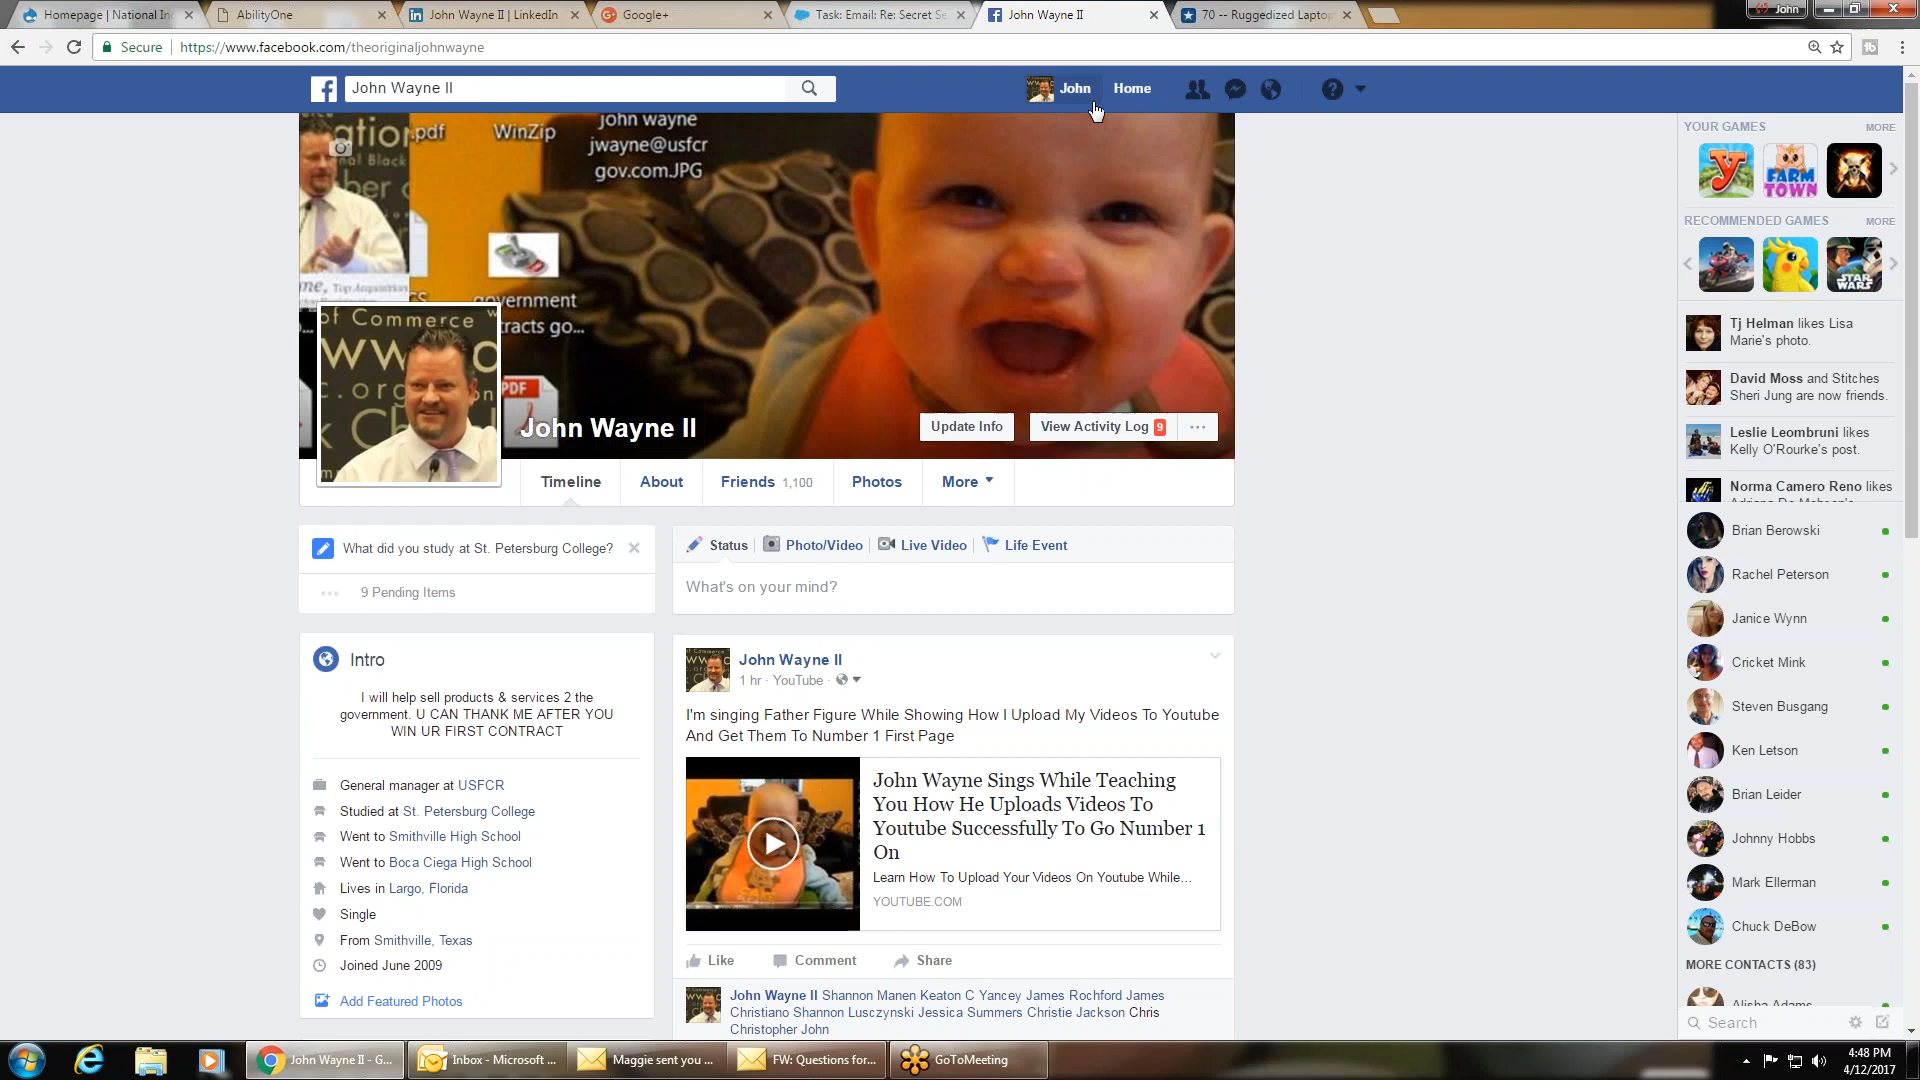 Homepage | National In
AbilityOne
John Wayne II | LinkedIn
Google+
Task: Email: Re: Secret Se
John Wayne II
70 -- Ruggedized Laptop
John
Secure
https://www.facebook.com/theoriginaljohnwayne
John Wayne II
John
Home
.pdf
WinZip
john wayne
jwayne@usfcr
gov.com.JPG
government
tracts go...
PDF
of Commerce
John Wayne II
Update Info
View Activity Log 9
Timeline
About
Friends 1,100
Photos
More
What did you study at St. Petersburg College?
9 Pending Items
Intro
I will help sell products & services 2 the
government. U CAN THANK ME AFTER YOU
WIN UR FIRST CONTRACT
General manager at USFCR
Studied at St. Petersburg College
Went to Smithville High School
Went to Boca Ciega High School
Lives in Largo, Florida
Single
From Smithville, Texas
Joined June 2009
Add Featured Photos
Status
Photo/Video
Live Video
Life Event
What's on your mind?
John Wayne II
1 hr · YouTube ·
I'm singing Father Figure While Showing How I Upload My Videos To Youtube
And Get Them To Number 1 First Page
John Wayne Sings While Teaching
You How He Uploads Videos To
Youtube Successfully To Go Number 1
On
Learn How To Upload Your Videos On Youtube While...
YOUTUBE.COM
Like
Comment
Share
John Wayne II Shannon Manen Keaton C Yancey James Rochford James
Christiano Shannon Lusczynski Jessica Summers Christie Jackson Chris
Christopher John
YOUR GAMES
MORE
FARM
TOWN
RECOMMENDED GAMES
MORE
STAR
WARS
Tj Helman likes Lisa
Marie's photo.
David Moss and Stitches
Sheri Jung are now friends.
Leslie Leombruni likes
Kelly O'Rourke's post.
Norma Camero Reno likes
Brian Berowski
Rachel Peterson
Janice Wynn
Cricket Mink
Steven Busgang
Ken Letson
Brian Leider
Johnny Hobbs
Mark Ellerman
Chuck DeBow
MORE CONTACTS (83)
Alisha Adams
Search
John Wayne II - G...
Inbox - Microsoft ...
Maggie sent you ...
FW: Questions for...
GoToMeeting
4:48 PM
4/12/2017